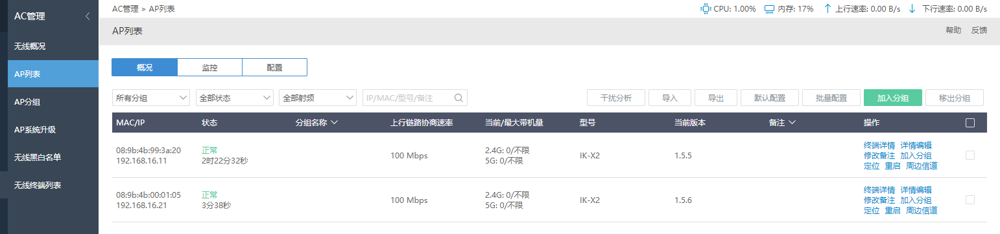 AC管理
无线概况
AP列表
AP分组
AP系统升级
无线黑白名单
无线终端列表
AC管理 > AP列表
CPU: 1.00% 内存: 17% 上行速率: 0.00 B/s 下行速率: 0.00 B/s
AP列表
帮助 反馈
概况 监控 配置
所有分组 全部状态 全部射频 IP/MAC/型号/备注 干扰分析 导入 导出 默认配置 批量配置 加入分组 移出分组
MAC/IP 状态 分组名称 上行链路协商速率 当前/最大带机量 型号 当前版本 备注 操作
08:9b:4b:99:3a:20
192.168.16.11
正常
2时22分32秒
100 Mbps
2.4G: 0/不限
5G: 0/不限
IK-X2
1.5.5
终端详情 详情编辑
修改备注 加入分组
定位 重启 周边信道
08:9b:4b:00:01:05
192.168.16.21
正常
3分38秒
100 Mbps
2.4G: 0/不限
5G: 0/不限
IK-X2
1.5.6
终端详情 详情编辑
修改备注 加入分组
定位 重启 周边信道